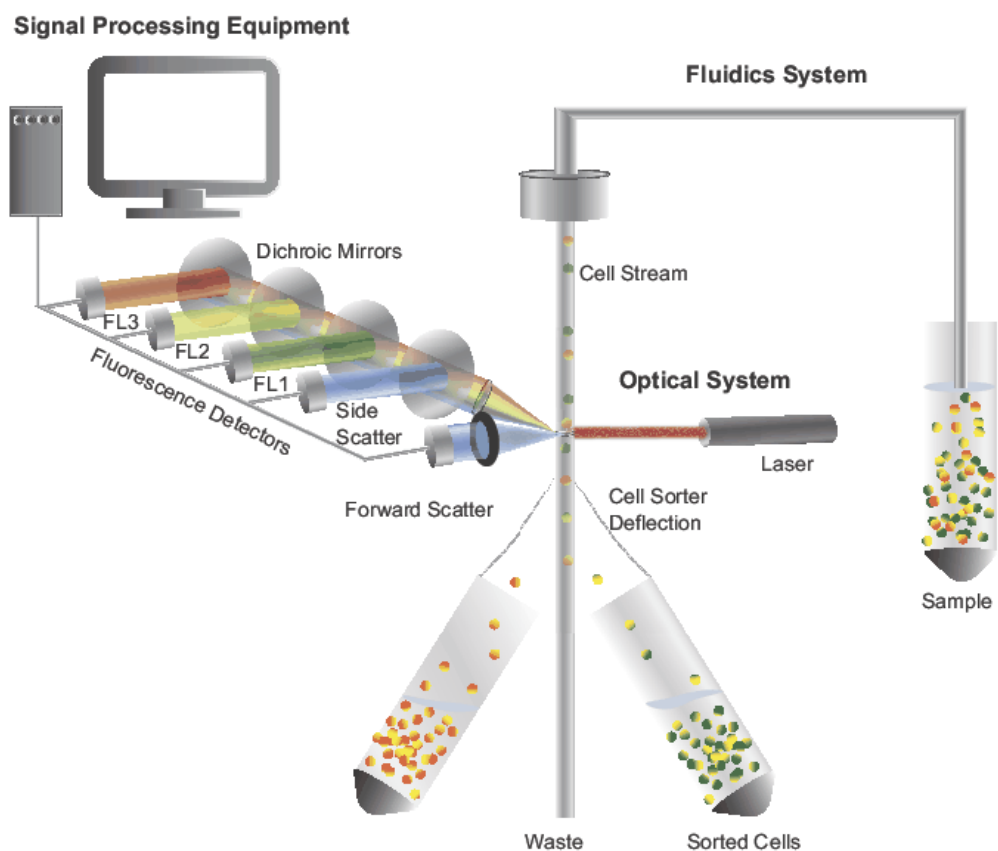 Signal Processing Equipment
Fluidics System
Dichroic Mirrors
Cell Stream
FL3
FL2
FL1
Fluorescence Detectors
Side
Scatter
Optical System
Laser
Forward Scatter
Cell Sorter
Deflection
Sample
Waste
Sorted Cells